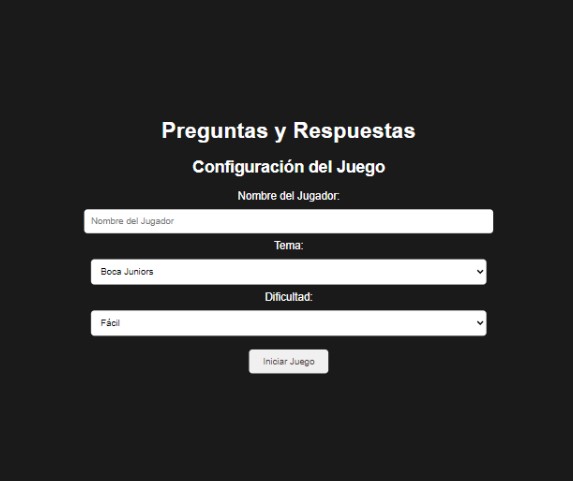 Preguntas y Respuestas
Configuración del Juego
Nombre del Jugador:
Nombre del Jugador
Tema:
Boca Juniors
Dificultad:
Fácil
Iniciar Juego